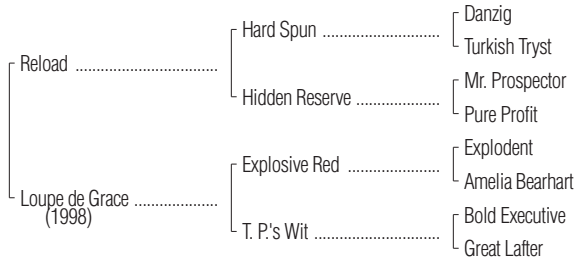 Danzig
Hard Spun ..............................
Turkish Tryst
Reload .....................................
Mr. Prospector
Hidden Reserve .....................
Pure Profit
Explodent
Explosive Red .......................
Amelia Bearhart
Loupe de Grace .....................
(1998)
Bold Executive
T. P.'s Wit ................................
Great Lafter